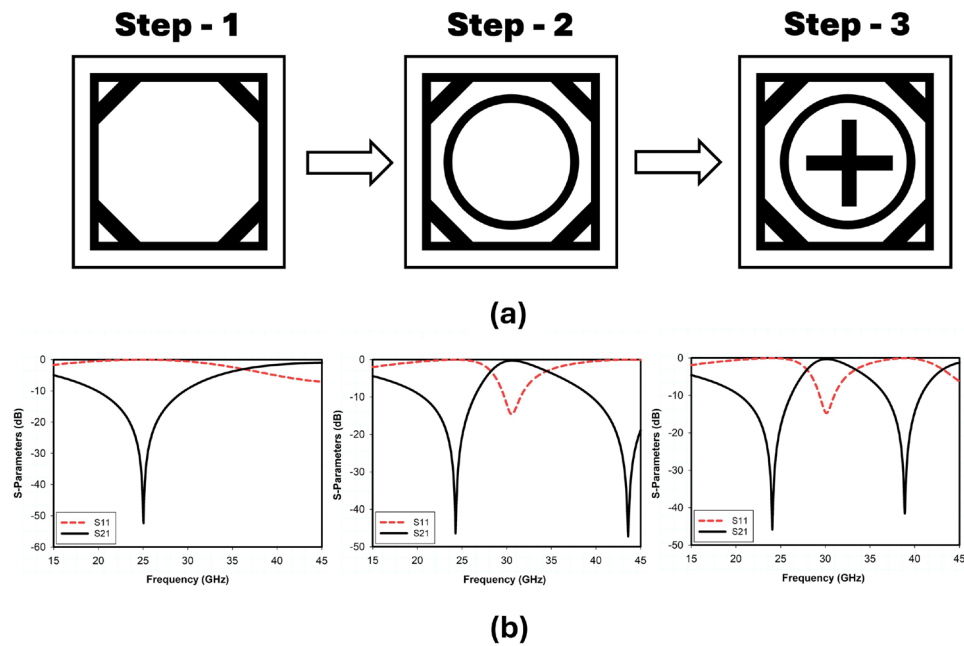 Step - 1 Step - 2 Step - 3
(a)
0
-10
-20
-30
-40
-50
-60
S-Parameters (dB)
S11
S21
15 20 25 30 35 40 45
Frequency (GHz)
0
-10
-20
-30
-40
-50
S-Parameters (dB)
S11
S21
15 20 25 30 35 40 45
Frequency (GHz)
0
-10
-20
-30
-40
-50
S-Parameters (dB)
S11
S21
15 20 25 30 35 40 45
Frequency (GHz)
(b)